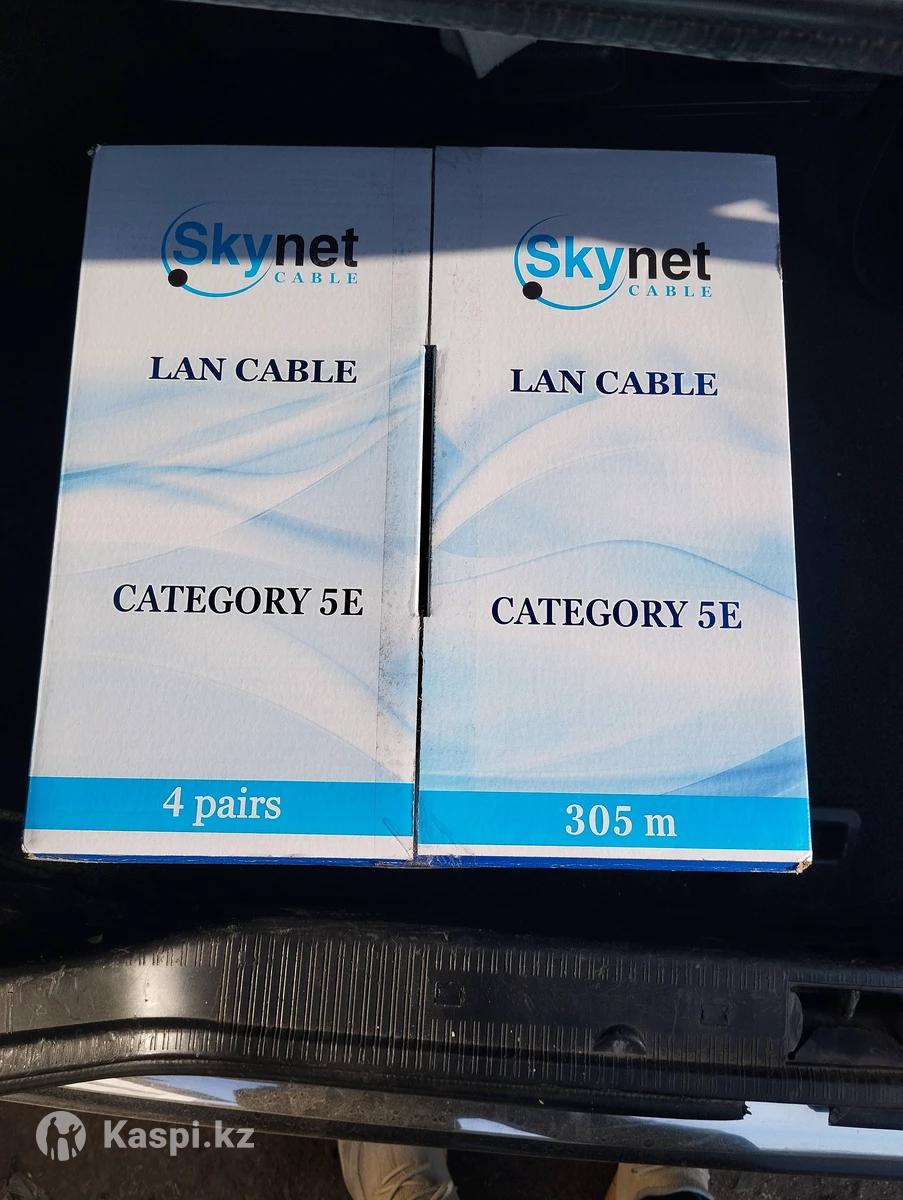 Skynet
CABLE
LAN CABLE
CATEGORY 5E
4 pairs
Skynet
CABLE
LAN CABLE
CATEGORY 5E
305 m
Kaspi.kz